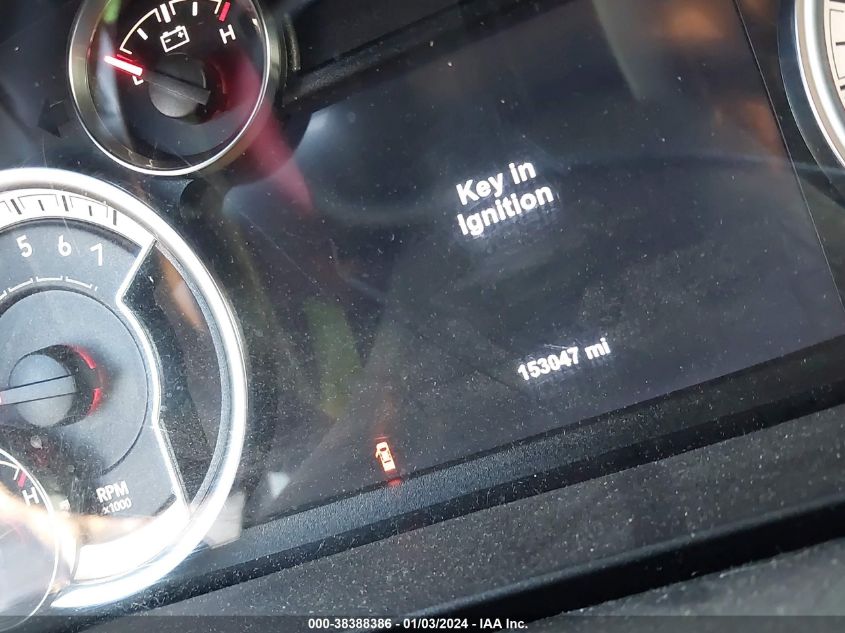 H
L
Key in
Ignition
5 6 7
153047 mi
H
RPM
x1000
000-38388386 - 01/03/2024 - IAA Inc.